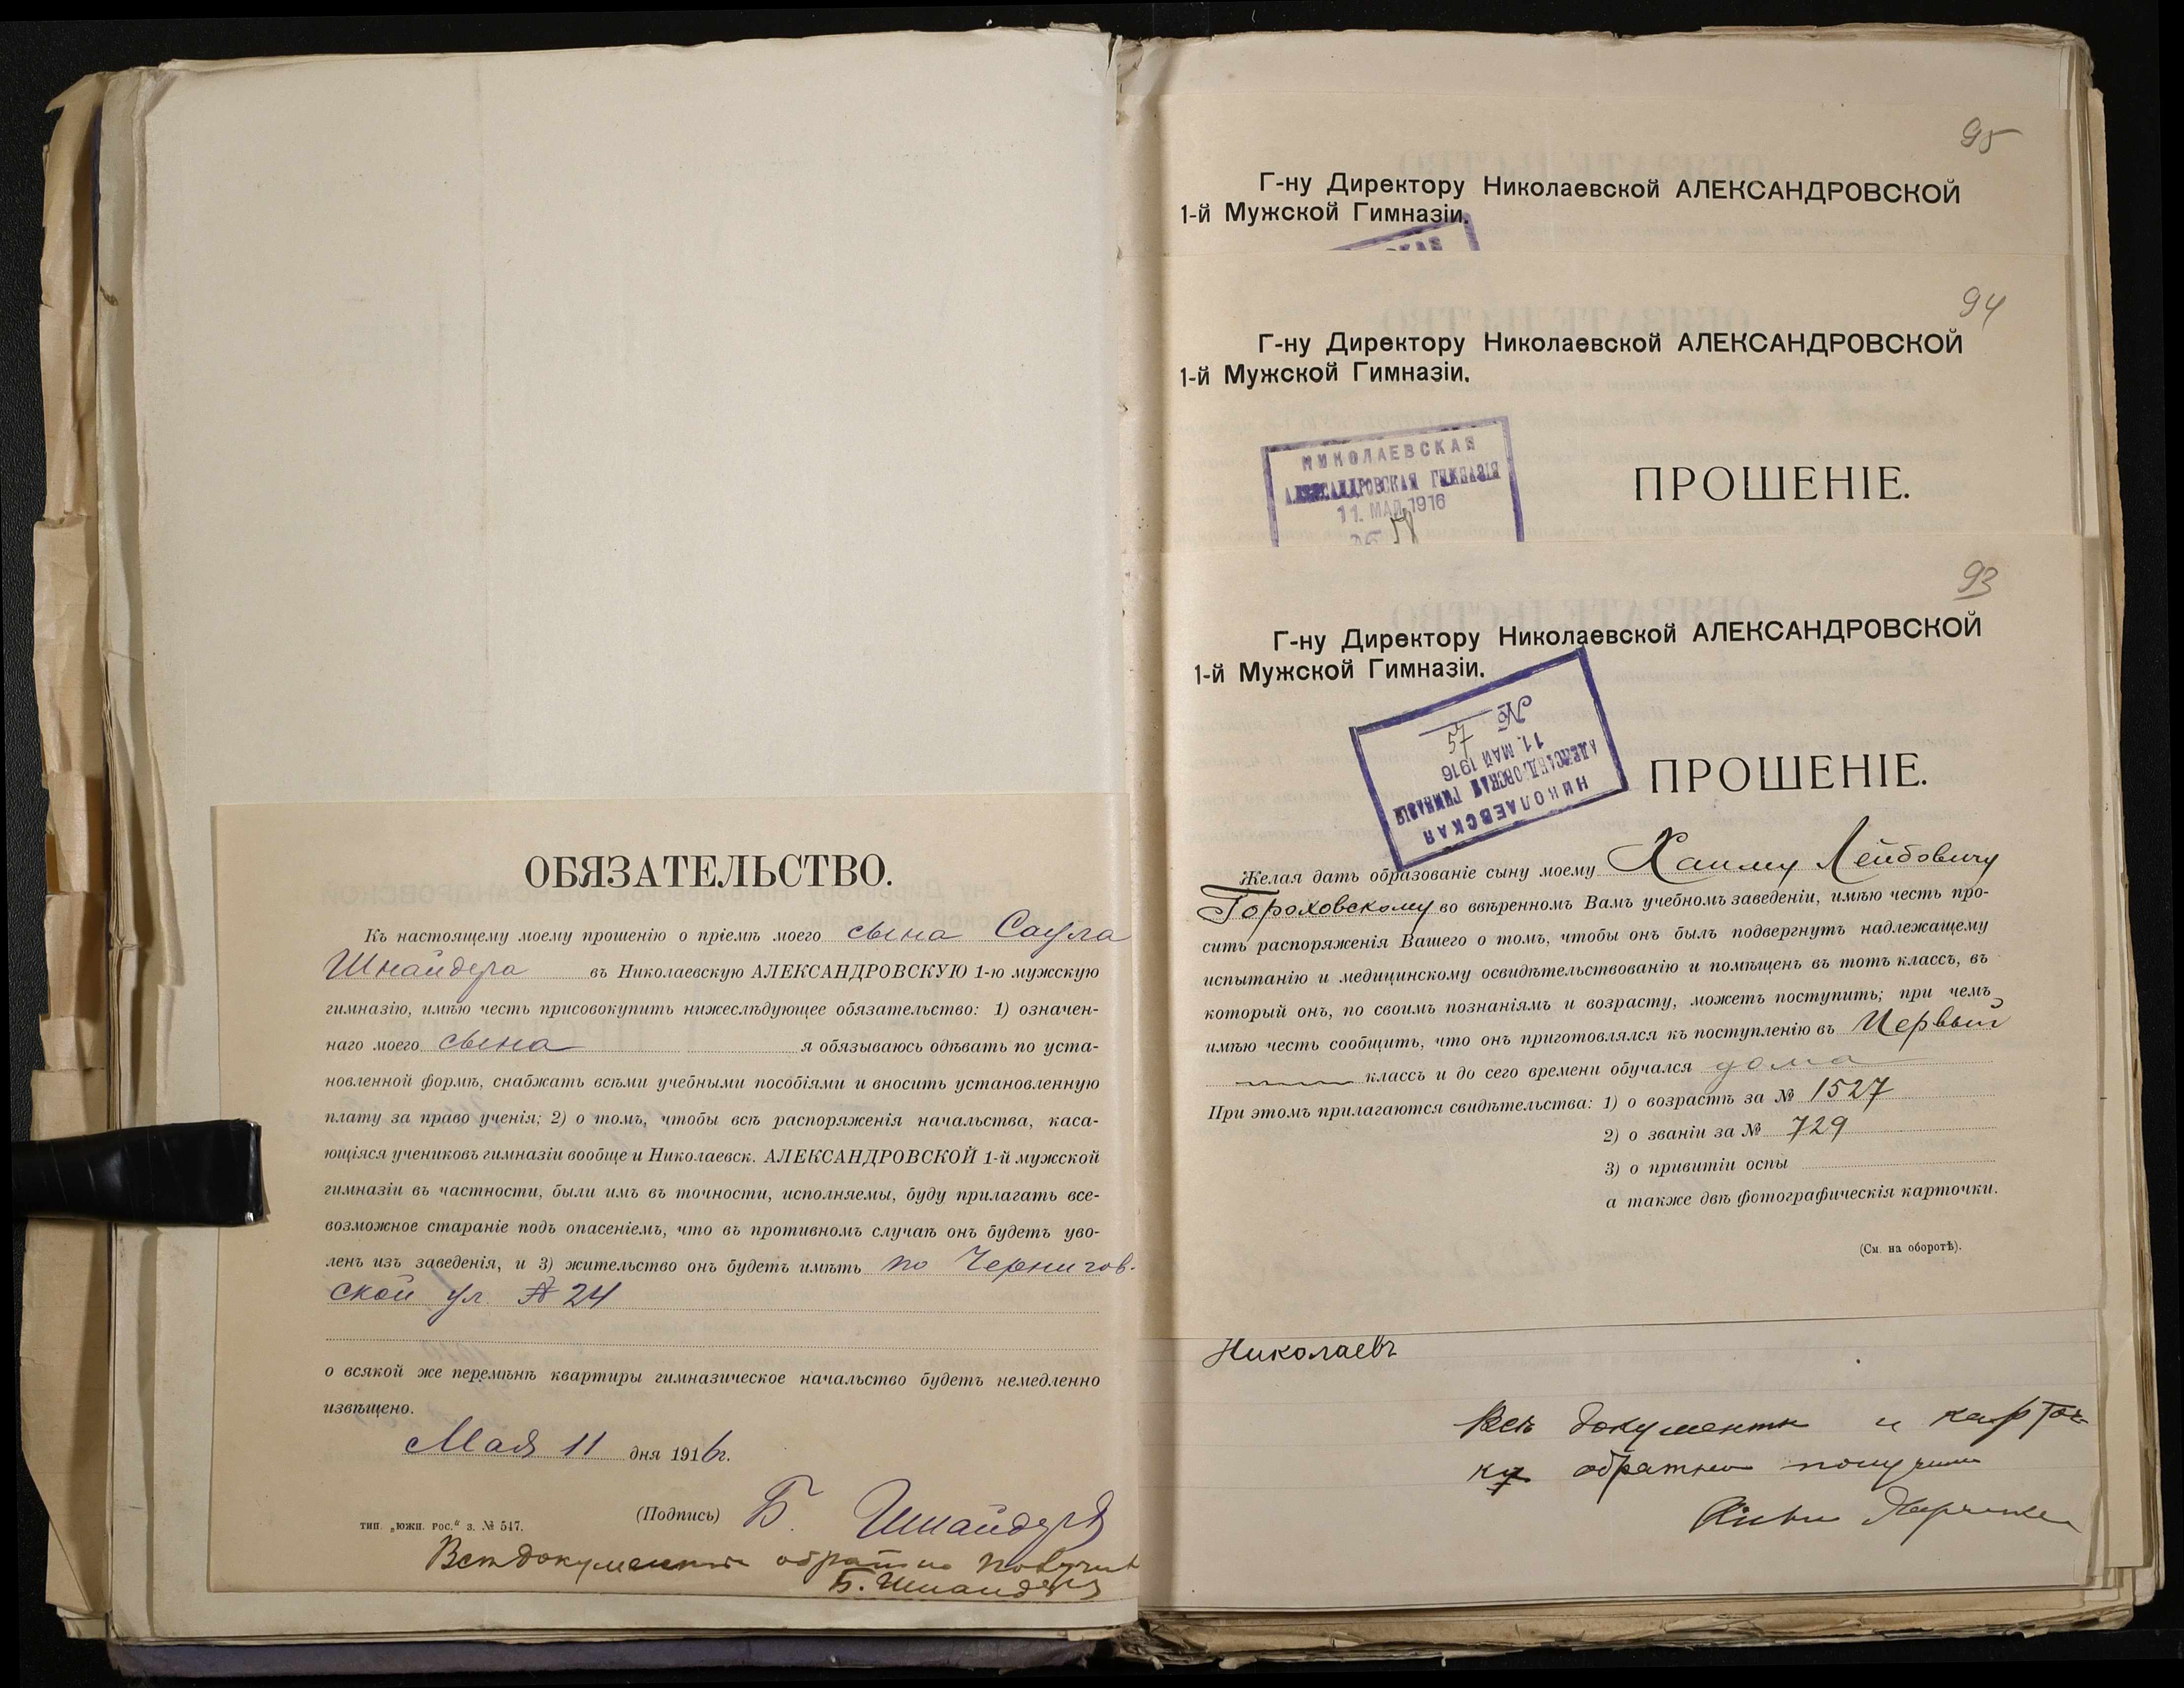 ОБЯЗАТЕЛЬСТВО.
Къ настоящему моему прошенію о пріемѣ моего сына Саула
Шнайдера въ Николаевскую АЛЕКСАНДРОВСКУЮ 1-ю мужскую
гимназію, имѣю честь присовокупить нижеслѣдующее обязательство: 1) означен-
наго моего сына я обязываюсь одѣвать по уста-
новленной формѣ, снабжать всѣми учебными пособіями и вносить установленную
плату за право ученія; 2) о томъ, чтобы всѣ распоряженія начальства, каса-
ющіяся учениковъ гимназіи вообще и Николаевск. АЛЕКСАНДРОВСКОЙ 1-й мужской
гимназіи въ частности, были имъ въ точности, исполняемы, буду прилагать все-
возможное стараніе подъ опасеніемъ, что въ противномъ случаѣ онъ будетъ уво-
ленъ изъ заведенія, и 3) жительство онъ будетъ имѣть по Чернигов-
ской ул. № 24
о всякой же перемѣнѣ квартиры гимназическое начальство будетъ немедленно
извѣщено.
Мая 11 дня 1916г.
(Подпись) Б. Шнайдеръ
тип. „южн. рос.“ з. № 547.
Всѣ документы обратно получилъ
Б. Шнайдеръ
95
Г-ну Директору Николаевской АЛЕКСАНДРОВСКОЙ
1-й Мужской Гимназіи.
СКАЯ
94
Г-ну Директору Николаевской АЛЕКСАНДРОВСКОЙ
1-й Мужской Гимназіи.
НИКОЛАЕВСКАЯ
АЛЕКСАНДРОВСКАЯ ГИМНАЗІЯ
11. МАЙ 1916
№ 58
ПРОШЕНІЕ.
93
Г-ну Директору Николаевской АЛЕКСАНДРОВСКОЙ
1-й Мужской Гимназіи.
НИКОЛАЕВСКАЯ
АЛЕКСАНДРОВСКАЯ ГИМНАЗІЯ
11. МАЙ 1916
№ 57
ПРОШЕНІЕ.
Желая дать образованіе сыну моему Хаиму Лейбовичу
Гороховскому во ввѣренномъ Вамъ учебномъ заведеніи, имѣю честь про-
сить распоряженія Вашего о томъ, чтобы онъ былъ подвергнутъ надлежащему
испытанію и медицинскому освидѣтельствованію и помѣщенъ въ тотъ классъ, въ
который онъ, по своимъ познаніямъ и возрасту, можетъ поступить; при чемъ
имѣю честь сообщить, что онъ приготовлялся къ поступленію въ Первый
классъ и до сего времени обучался дома
При этомъ прилагаются свидѣтельства: 1) о возрастѣ за № 1527
2) о званіи за № 729
3) о привитіи оспы
а также двѣ фотографическія карточки.
(См. на оборотѣ).
Николаевъ
Всѣ документы и карточ-
ку обратно получилъ